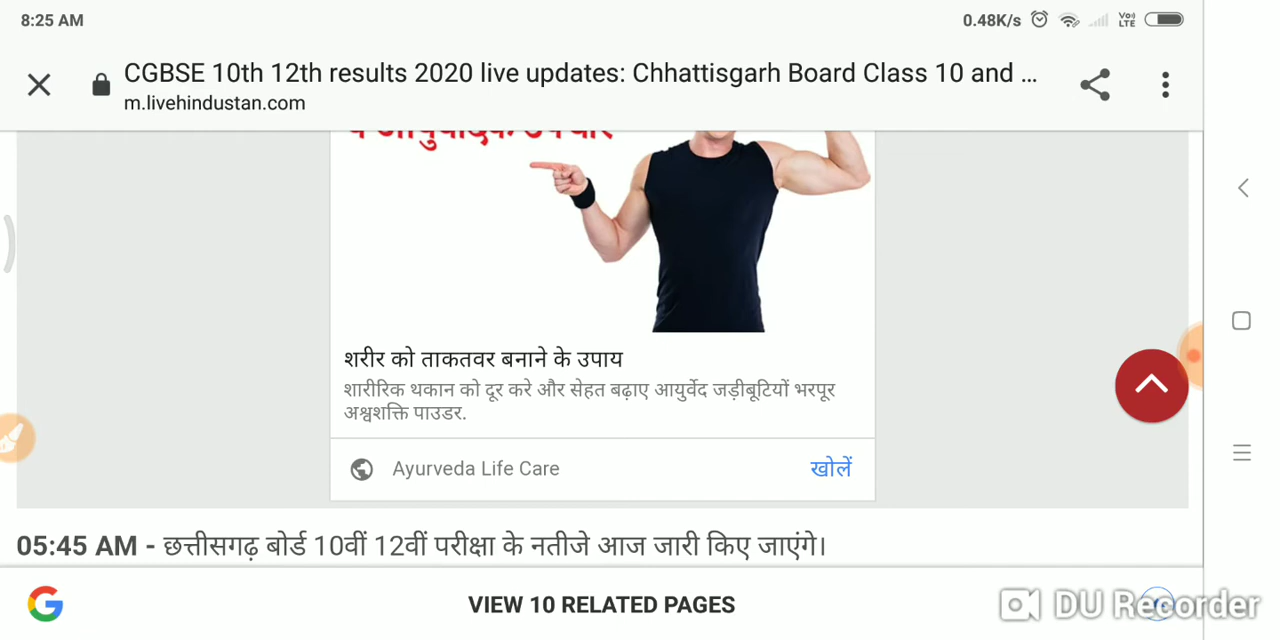 8:25 AM
0.48K/s
Vo)) LTE
CGBSE 10th 12th results 2020 live updates: Chhattisgarh Board Class 10 and ...
m.livehindustan.com
शरीर को ताकतवर बनाने के उपाय
शारीरिक थकान को दूर करे और सेहत बढ़ाए आयुर्वेद जड़ीबूटियों भरपूर
अश्वशक्ति पाउडर.
Ayurveda Life Care
खोलें
05:45 AM - छत्तीसगढ़ बोर्ड 10वीं 12वीं परीक्षा के नतीजे आज जारी किए जाएंगे।
VIEW 10 RELATED PAGES
DU Recorder